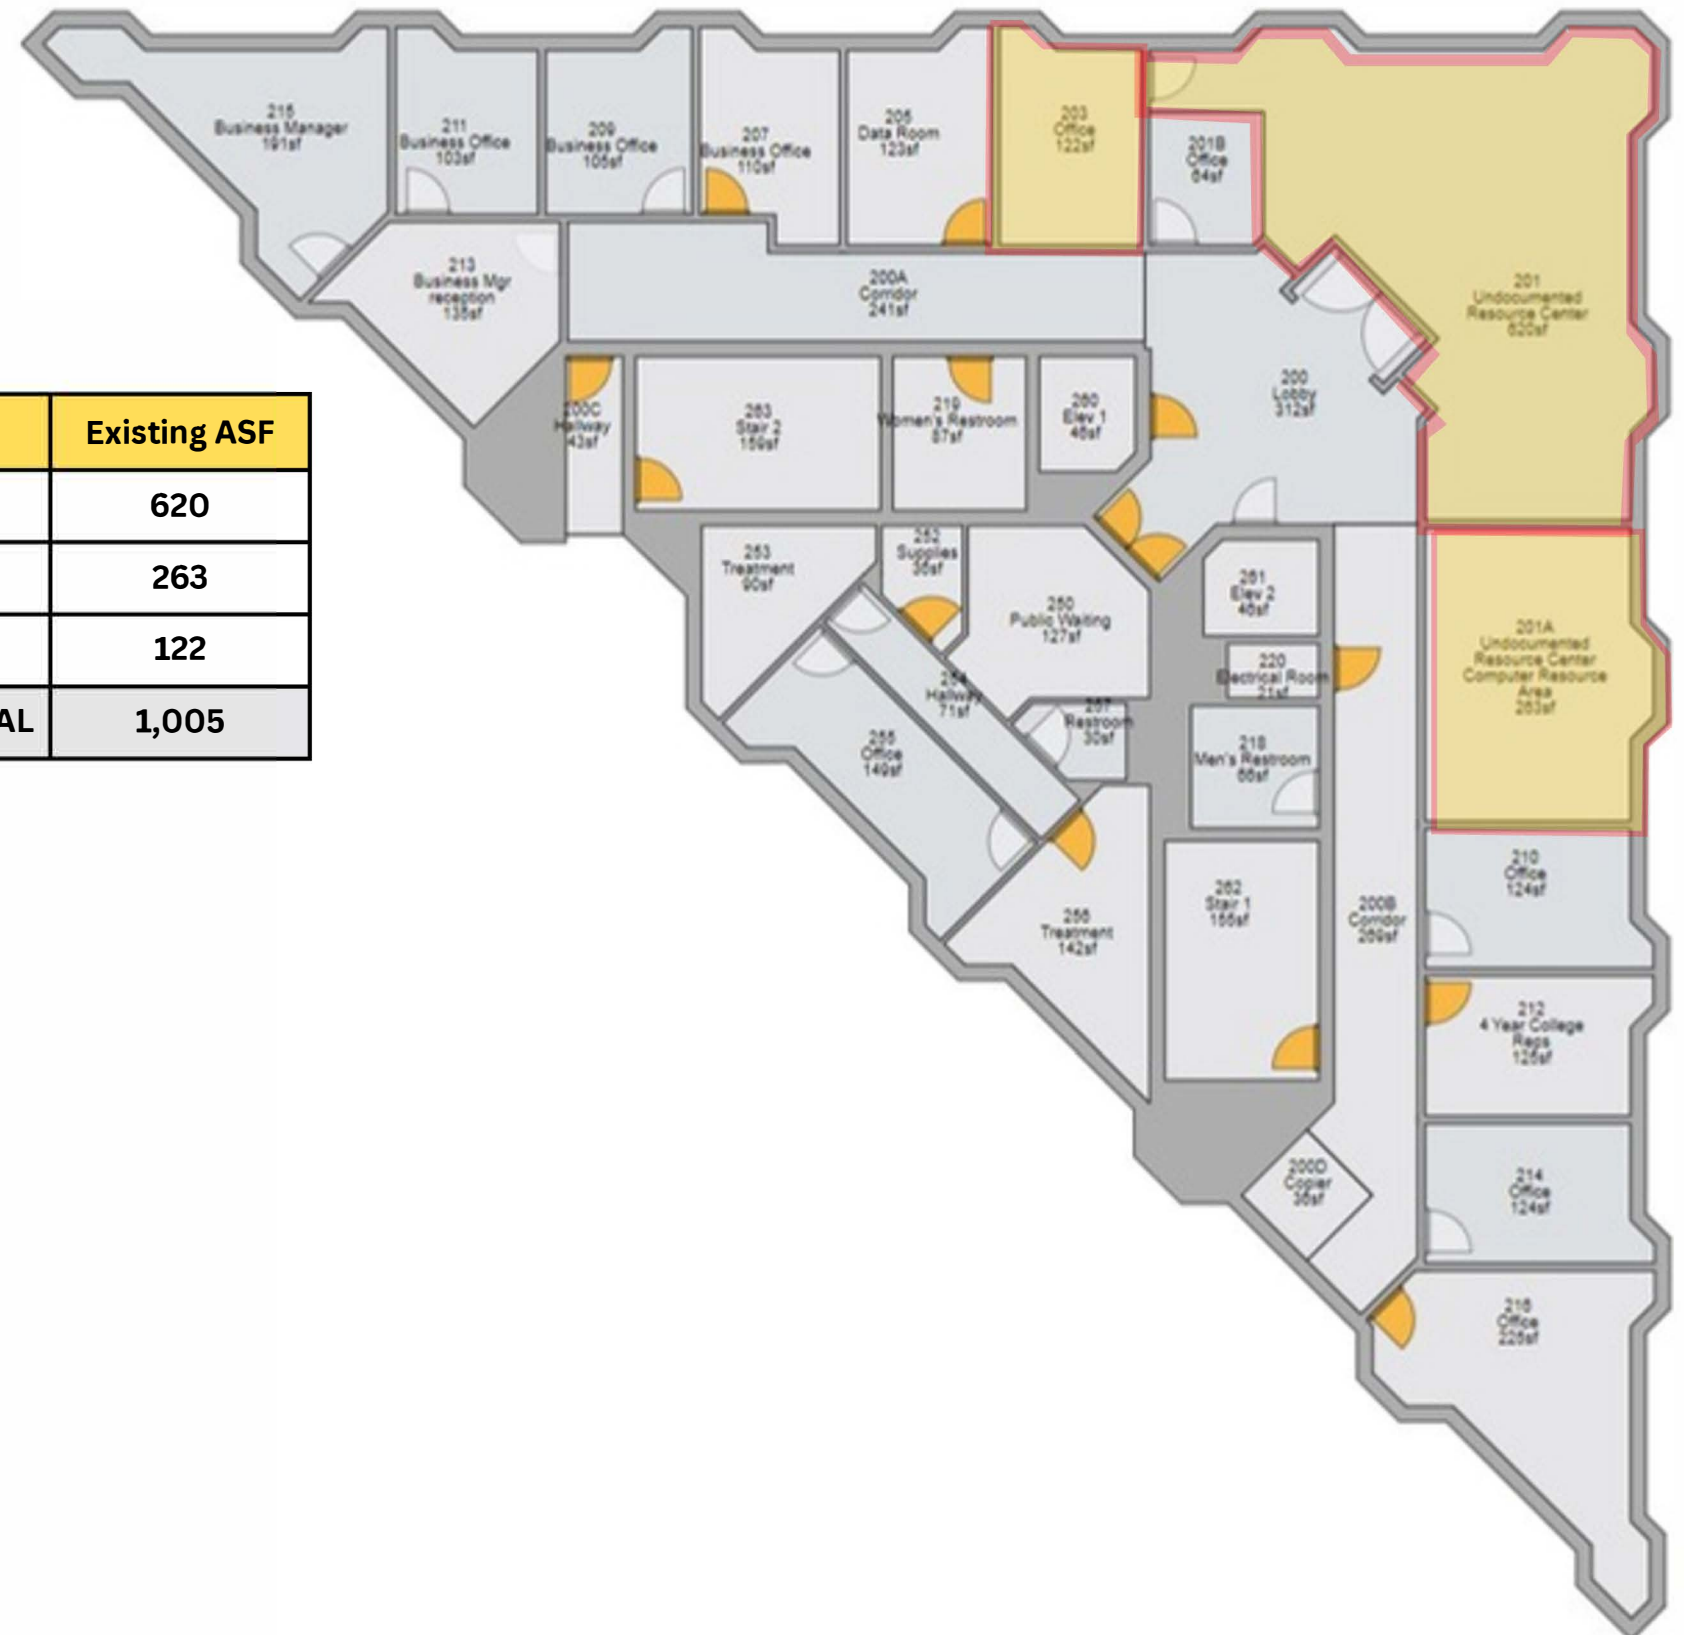 215
Business Manager
191sf
211
Business Office
103sf
209
Business Office
105sf
207
Business Office
110sf
205
Data Room
123sf
203
Office
122sf
201B
Office
64sf
201
Undocumented
Resource Center
620sf
213
Business Mgr
reception
135sf
200A
Corridor
241sf
200
Lobby
312sf
200C
Hallway
43sf
263
Stair 2
159sf
219
Women's Restroom
87sf
260
Elev 1
46sf
Existing ASF
620
263
122
AL
1,005
253
Treatment
90sf
252
Supplies
35sf
250
Public Waiting
127sf
261
Elev 2
46sf
220
Electrical Room
21sf
201A
Undocumented
Resource Center
Computer Resource
Area
263sf
254
Hallway
71sf
257
Restroom
30sf
218
Men's Restroom
66sf
255
Office
149sf
256
Treatment
142sf
262
Stair 1
155sf
200B
Corridor
269sf
210
Office
124sf
212
4 Year College
Reps
125sf
200D
Copier
35sf
214
Office
124sf
216
Office
225sf